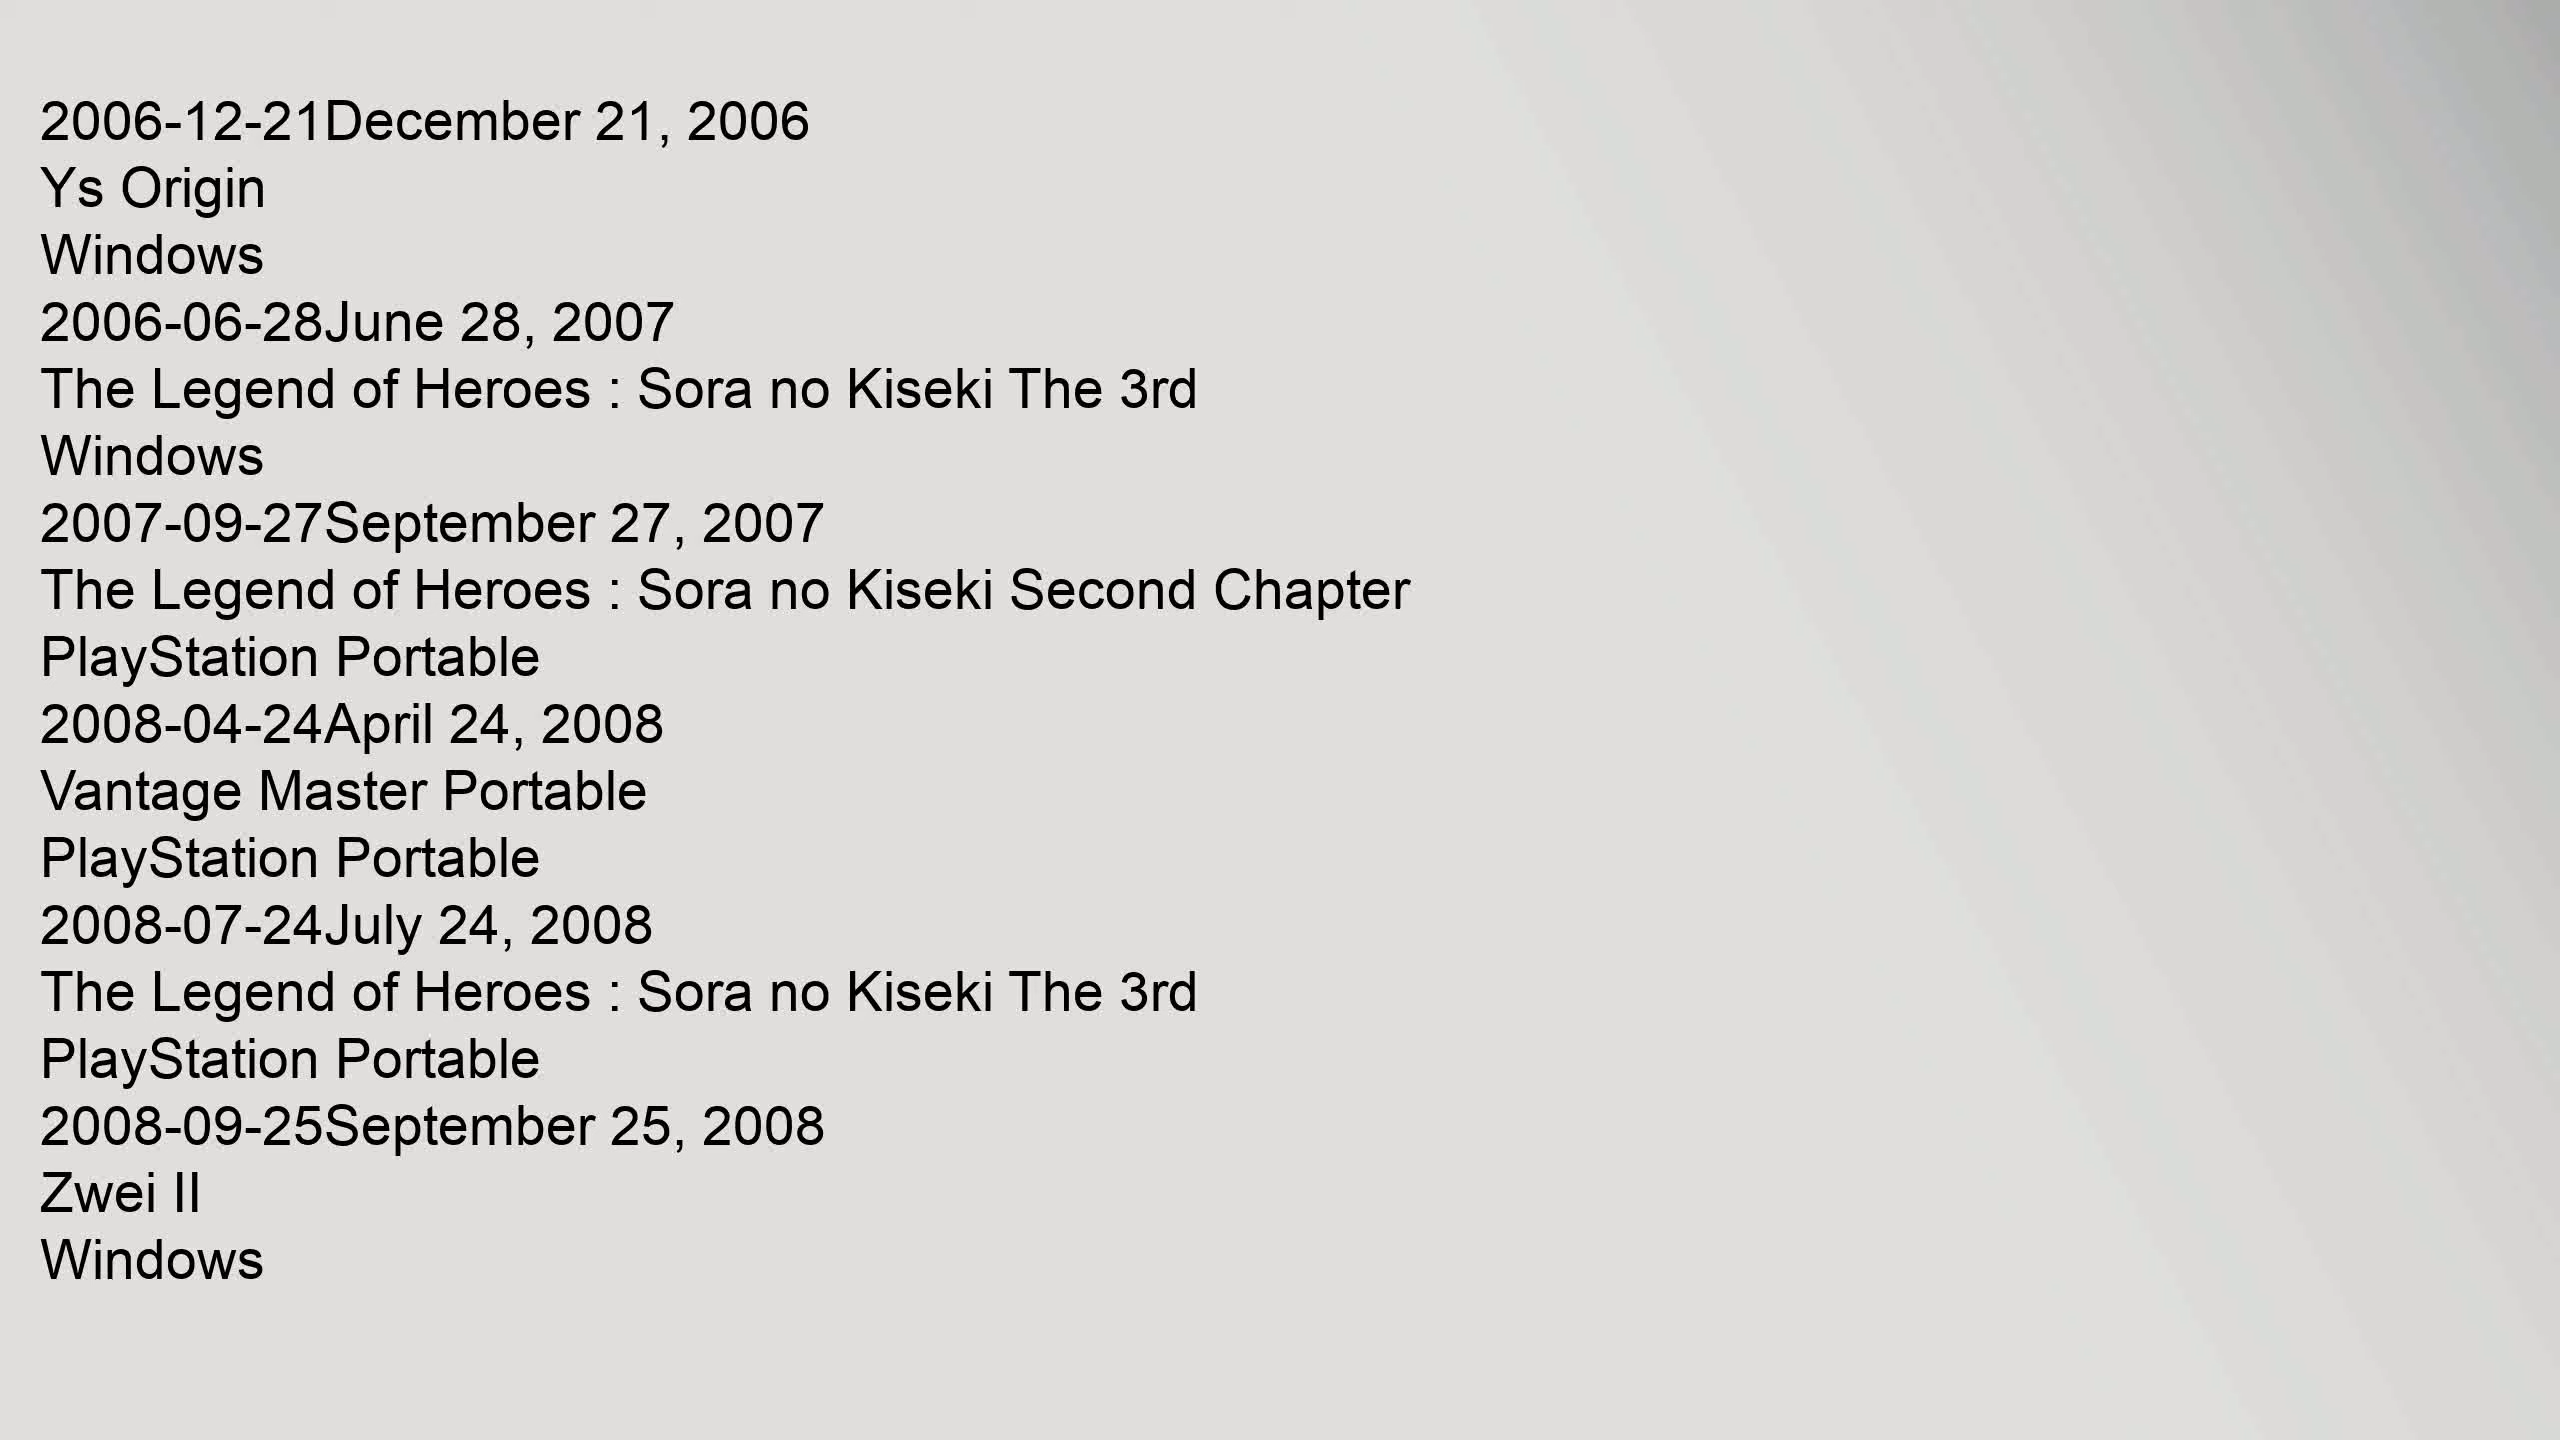 2006-12-21December 21, 2006
Ys Origin
Windows
2006-06-28June 28, 2007
The Legend of Heroes : Sora no Kiseki The 3rd
Windows
2007-09-27September 27, 2007
The Legend of Heroes : Sora no Kiseki Second Chapter
PlayStation Portable
2008-04-24April 24, 2008
Vantage Master Portable
PlayStation Portable
2008-07-24July 24, 2008
The Legend of Heroes : Sora no Kiseki The 3rd
PlayStation Portable
2008-09-25September 25, 2008
Zwei II
Windows